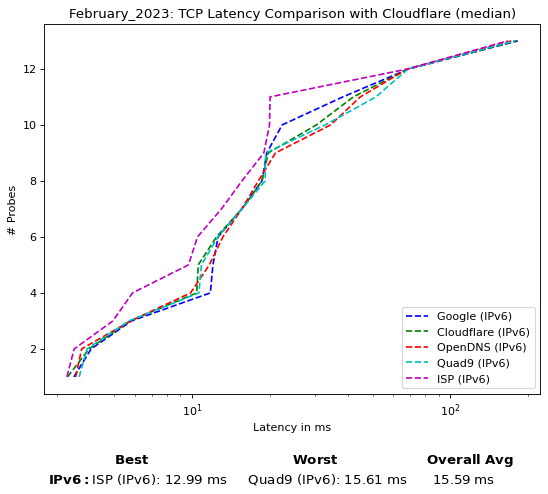 February_2023: TCP Latency Comparison with Cloudflare (median)
# Probes
12
10
8
6
4
2
Google (IPv6)
Cloudflare (IPv6)
OpenDNS (IPv6)
Quad9 (IPv6)
ISP (IPv6)
10¹ 10²
Latency in ms
Best Worst Overall Avg
IPv6: ISP (IPv6): 12.99 ms Quad9 (IPv6): 15.61 ms 15.59 ms